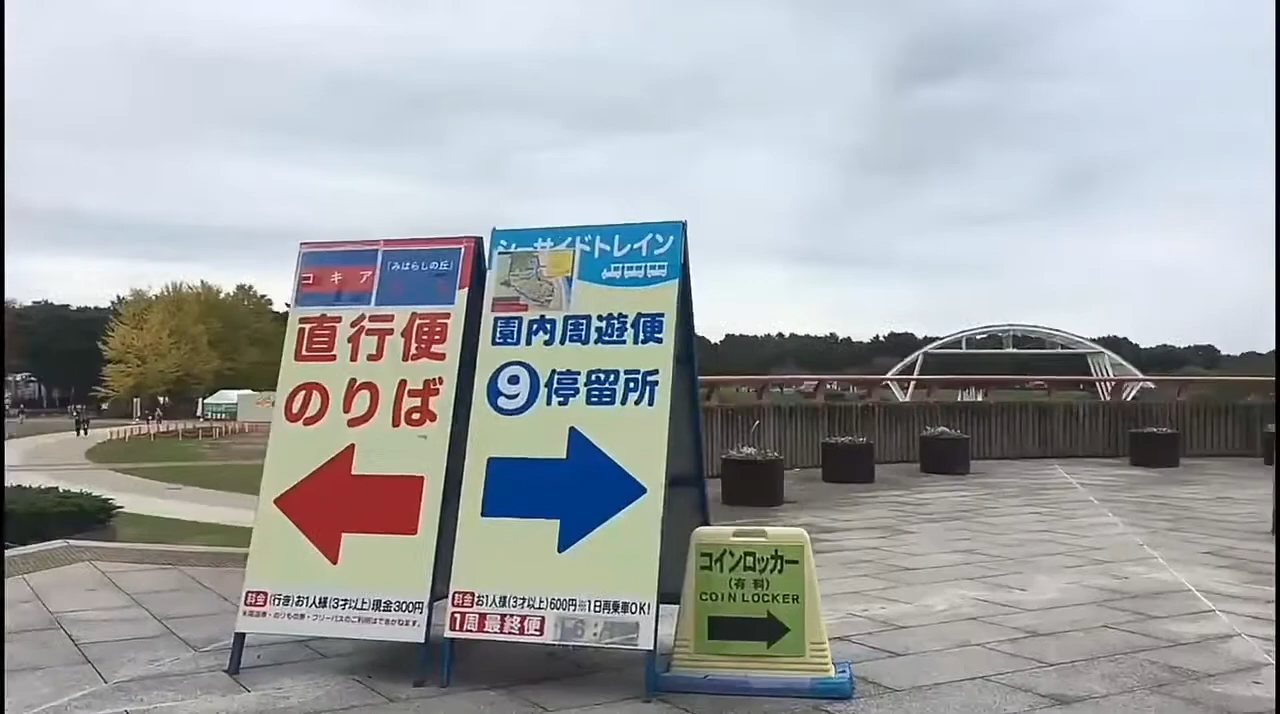 コキア
「みはらしの丘」
直行便
のりば
料金 (行き)お1人様(3才以上)現金300円
シーサイドトレイン
園内周遊便
9 停留所
料金 お1人様(3才以上)600円※1日再乗車OK!
1周 最終便
コインロッカー
(有料)
COIN LOCKER